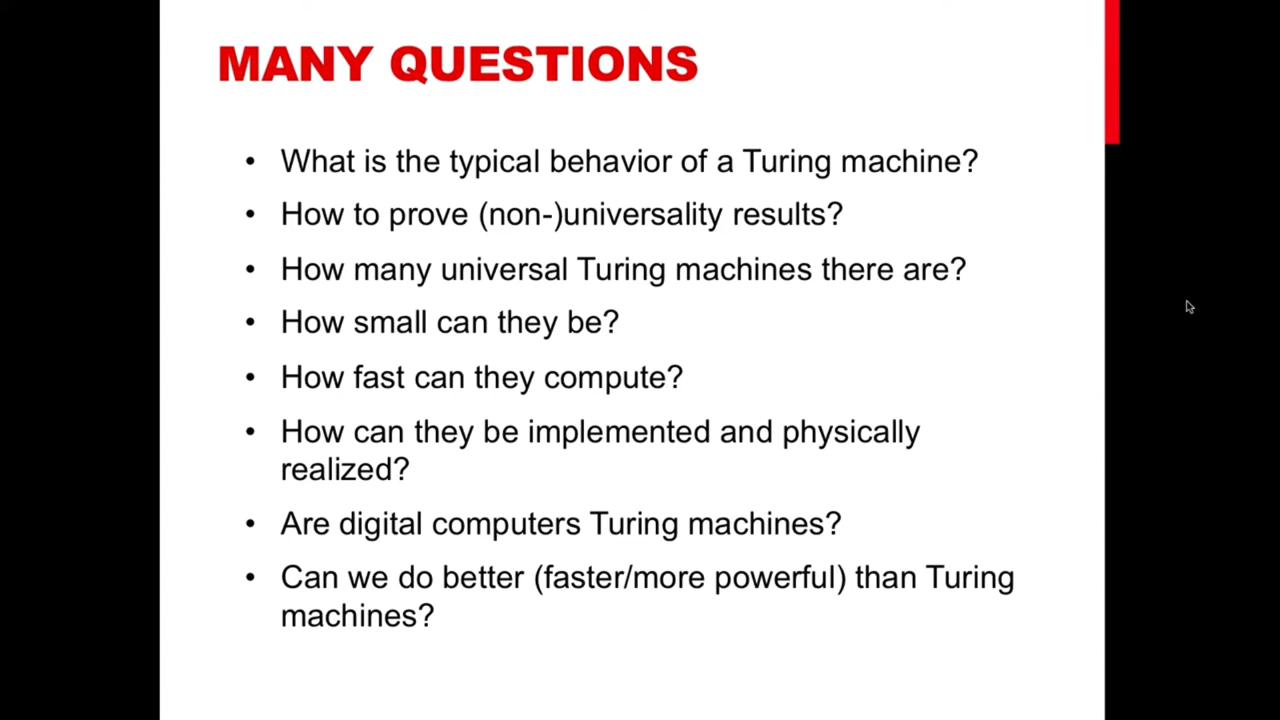 MANY QUESTIONS
• What is the typical behavior of a Turing machine?
• How to prove (non-)universality results?
• How many universal Turing machines there are?
• How small can they be?
• How fast can they compute?
• How can they be implemented and physically
realized?
• Are digital computers Turing machines?
• Can we do better (faster/more powerful) than Turing
machines?